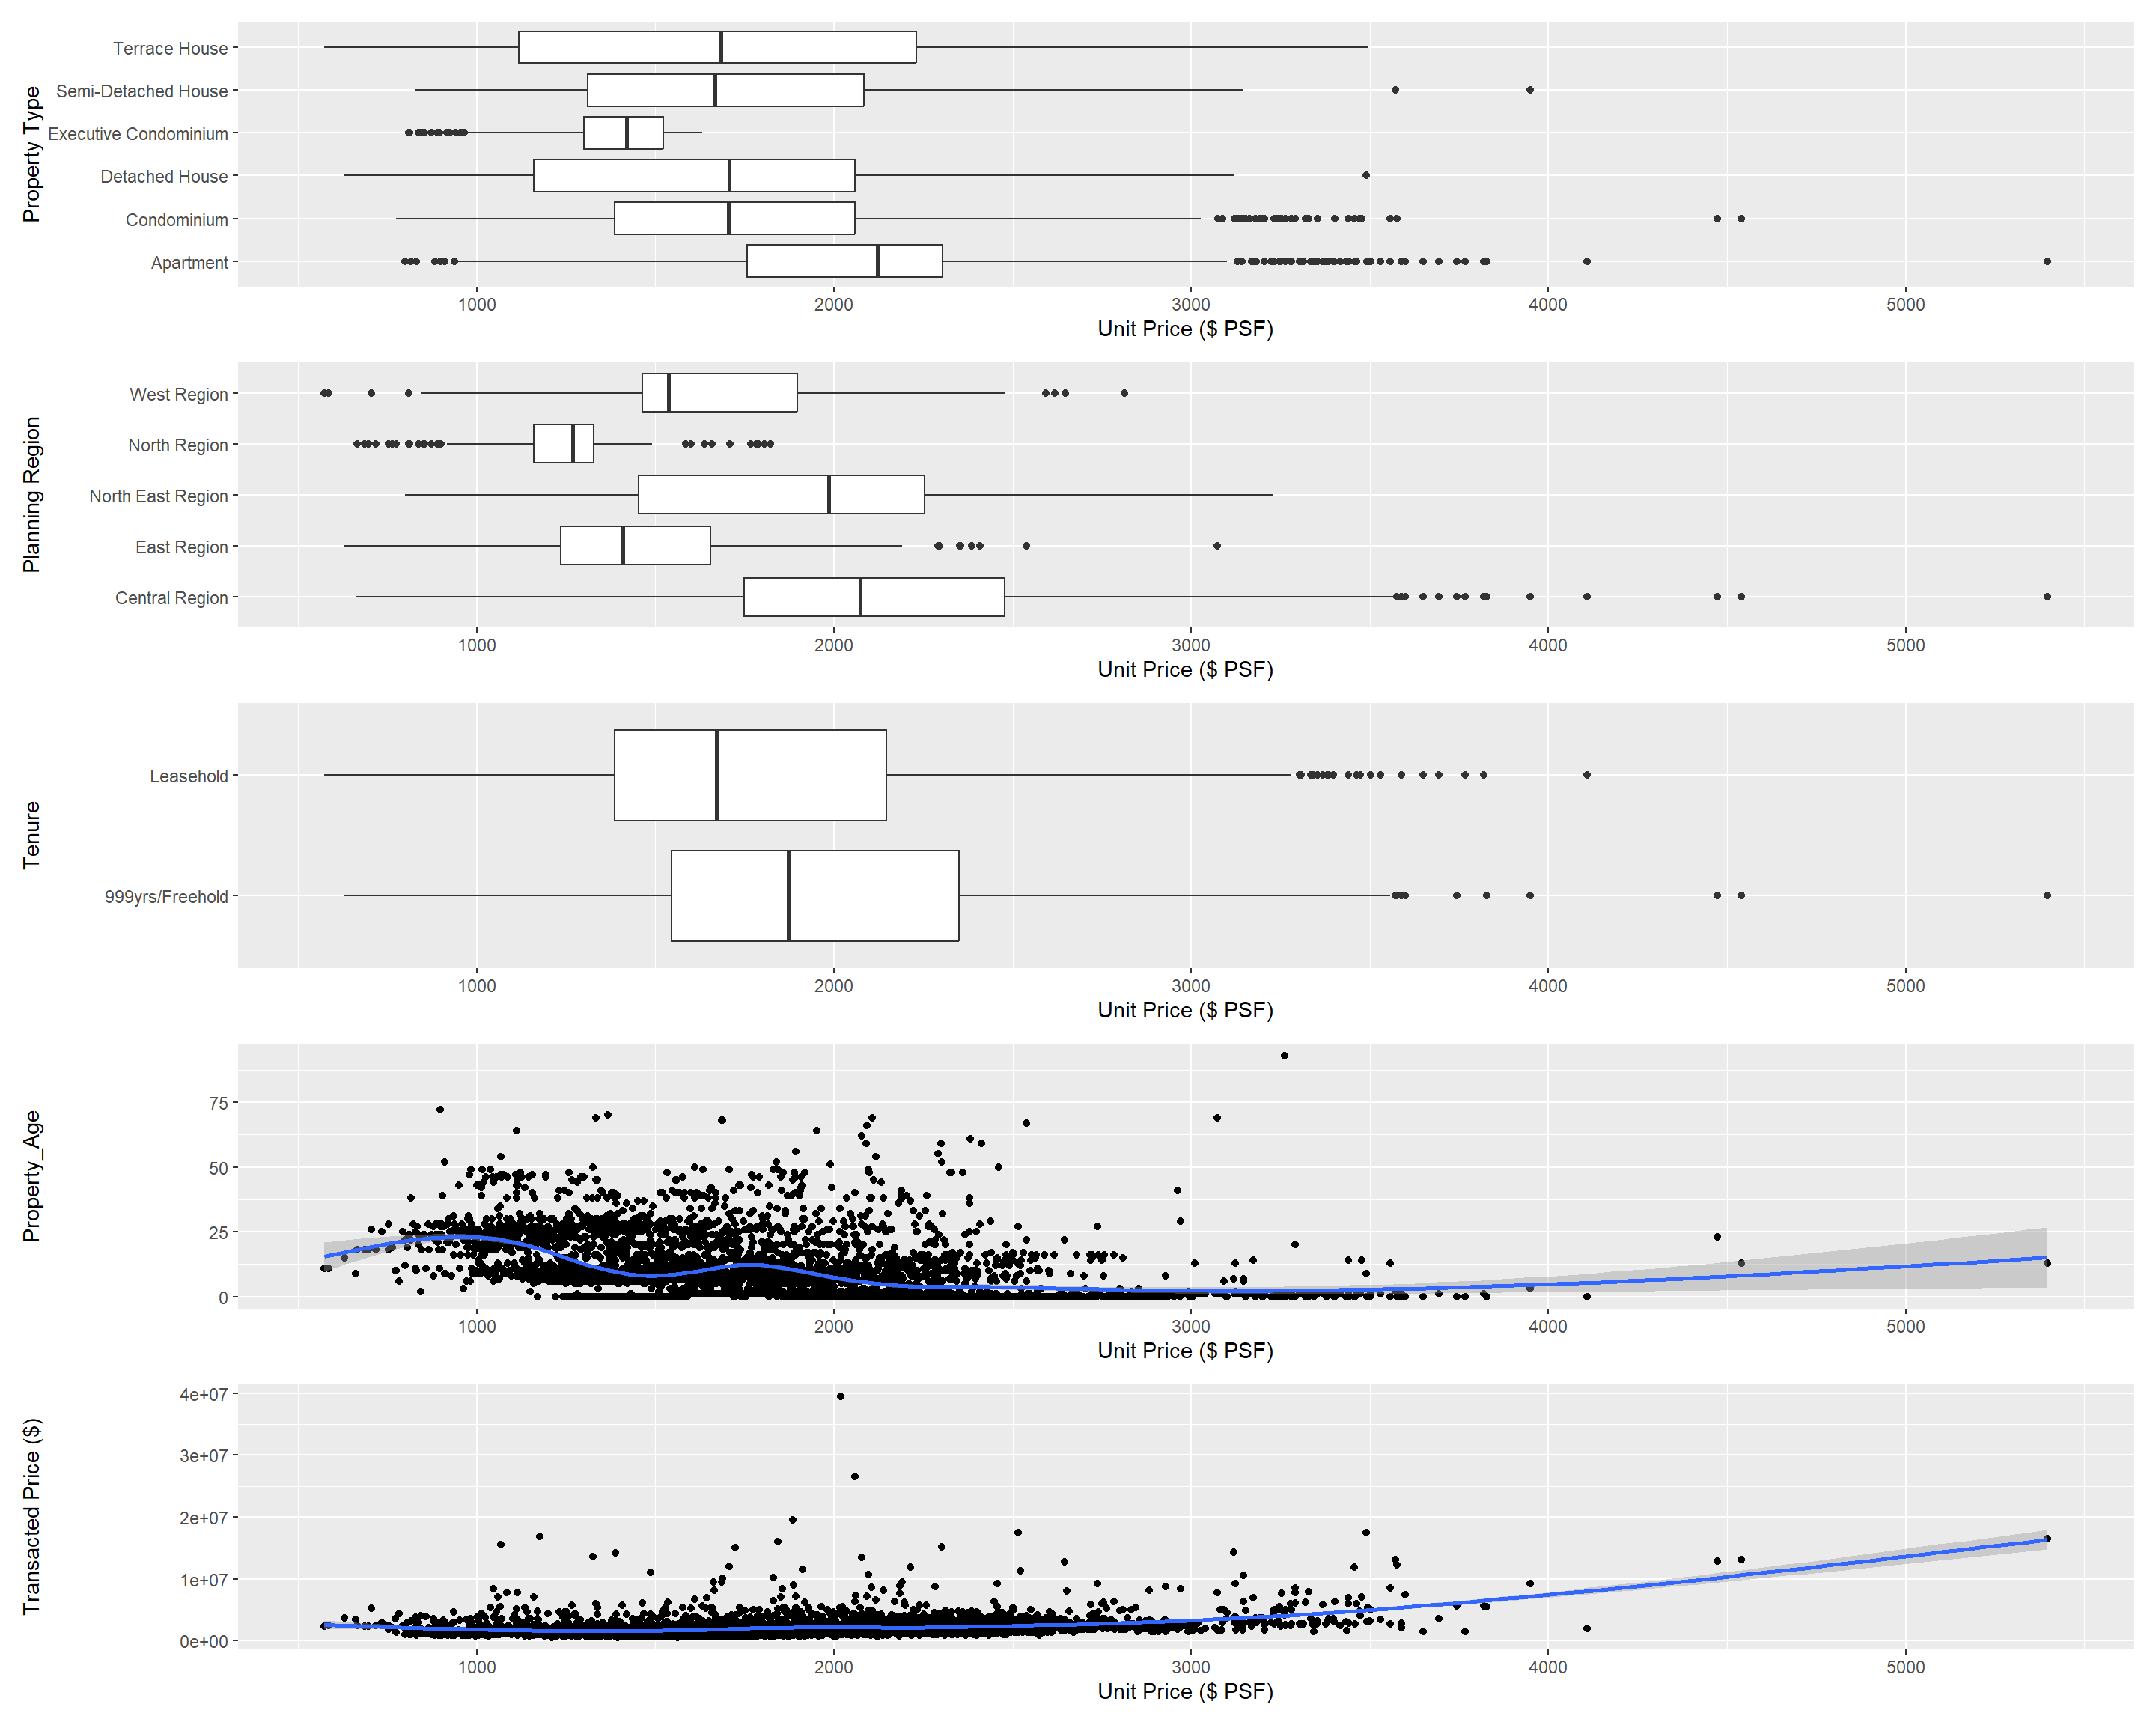 Property Type
Terrace House
Semi-Detached House
Executive Condominium
Detached House
Condominium
Apartment
1000 2000 3000 4000 5000
Unit Price ($ PSF)
Planning Region
West Region
North Region
North East Region
East Region
Central Region
1000 2000 3000 4000 5000
Unit Price ($ PSF)
Tenure
Leasehold
999yrs/Freehold
1000 2000 3000 4000 5000
Unit Price ($ PSF)
Property_Age
75
50
25
0
1000 2000 3000 4000 5000
Unit Price ($ PSF)
Transacted Price ($)
4e+07
3e+07
2e+07
1e+07
0e+00
1000 2000 3000 4000 5000
Unit Price ($ PSF)